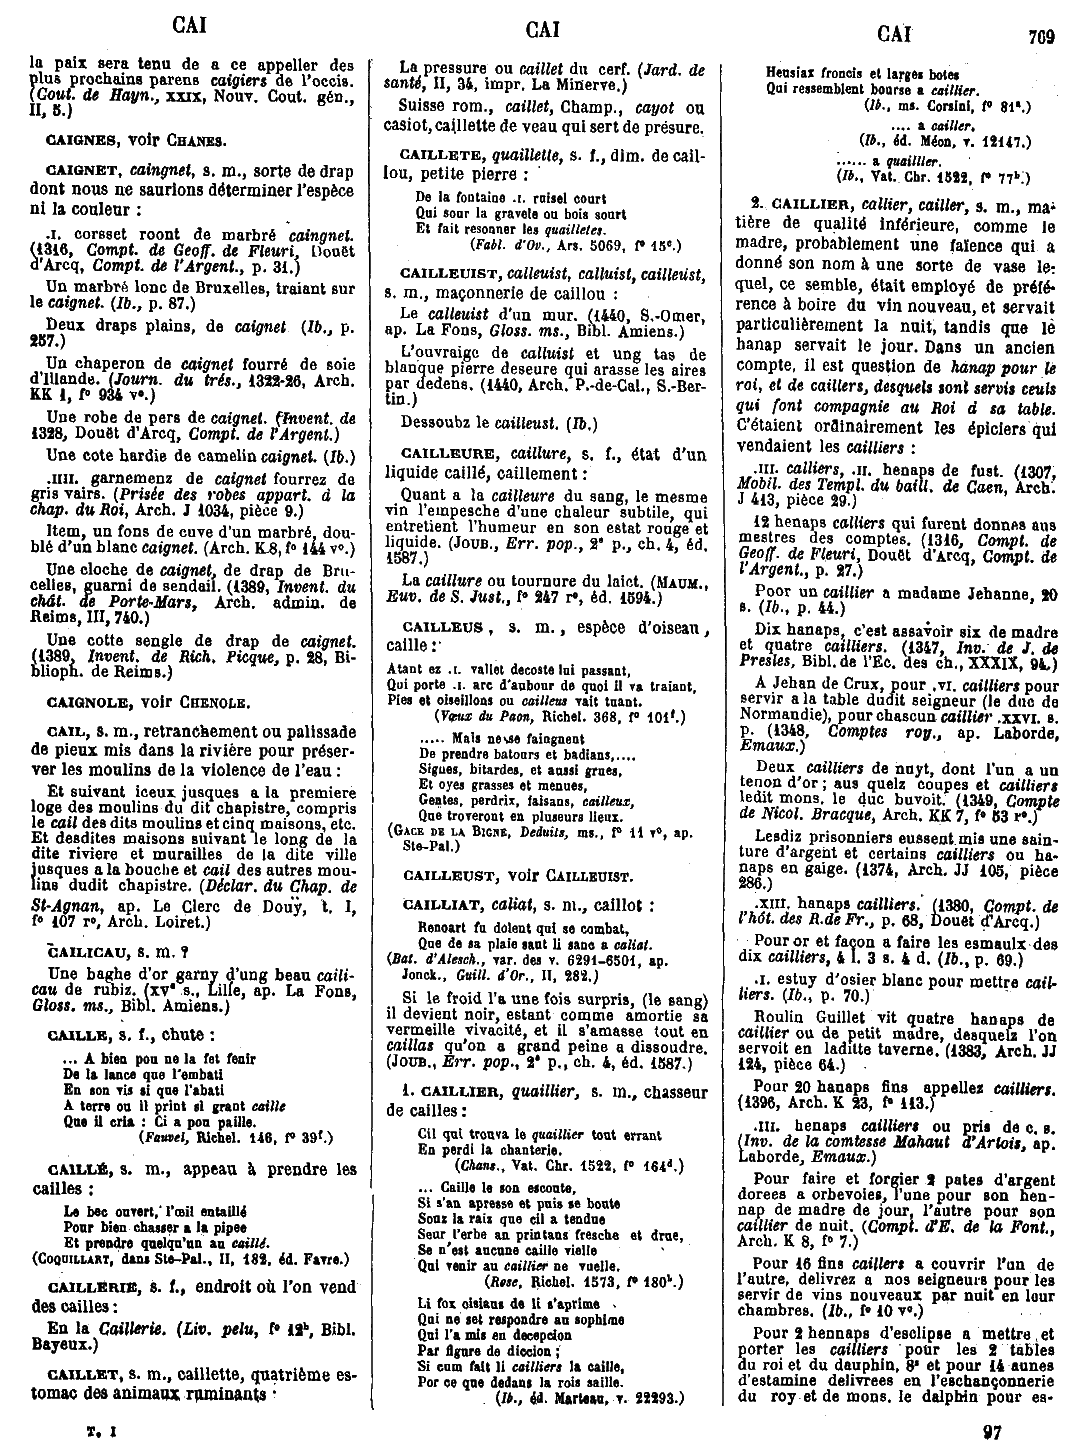 CAI
CAI
CAI
709
la paix sera tenu de a ce appeller des
plus prochains parens caigiers de l'occis.
(Cout. de Hayn., XXIX, Nouv. Cout. gén.,
II, 5.)
CAIGNES, voir CHANES.
CAIGNET, caingnet, s. m., sorte de drap
dont nous ne saurions déterminer l'espèce
ni la couleur :
.I. corsset roont de marbré caingnet.
(1316, Compt. de Geoff. de Fleuri, Douët
d'Arcq, Compt. de l'Argent., p. 31.)
Un marbré lonc de Bruxelles, traiant sur
le caignet. (Ib., p. 87.)
Deux draps plains, de caignet (Ib., p.
257.)
Un chaperon de caignet fourré de soie
d'Illande. (Journ. du trés., 1322-26, Arch.
KK 1, f° 934 v°.)
Une robe de pers de caignet. (Invent. de
1328, Douët d'Arcq, Compt. de l'Argent.)
Une cote hardie de camelin caignet. (Ib.)
.IIII. garnemenz de caignet fourrez de
gris vairs. (Prisée des robes appart. à la
chap. du Roi, Arch. J 1034, pièce 9.)
Item, un fons de cuve d'un marbré, dou-
blé d'un blanc caignet. (Arch. K8, f° 144 v°.)
Une cloche de caignet, de drap de Bru-
celles, guarni de sendail. (1389, Invent. du
chât. de Porte-Mars, Arch. admin. de
Reims, III, 740.)
Une cotte sengle de drap de caignet.
(1389, Invent. de Rich. Picque, p. 28, Bi-
blioph. de Reims.)
CAIGNOLE, voir CHENOLE.
CAIL, s. m., retranchement ou palissade
de pieux mis dans la rivière pour préser-
ver les moulins de la violence de l'eau :
Et suivant iceux jusques a la premiere
loge des moulins du dit chapistre, compris
le cail des dits moulins et cinq maisons, etc.
Et desdites maisons suivant le long de la
dite riviere et murailles de la dite ville
jusques a la bouche et cail des autres mou-
lins dudit chapistre. (Déclar. du Chap. de
St-Agnan, ap. Le Clerc de Douÿ, t. I,
f° 107 r°, Arch. Loiret.)
CAILICAU, s. m. ?
Une baghe d'or garny d'ung beau caili-
cau de rubiz. (XV° s., Lille, ap. La Fons,
Gloss. ms., Bibl. Amiens.)
CAILLE, s. f., chute :
... A bien pou ne la fet fenir
De la lance que l'embati
En son vis si que l'abati
A terre ou il print si grant caille
Que il cria : Ci a pou paille.
(Fauvel, Richel. 146, f° 39f.)
CAILLÉ, s. m., appeau à prendre les
cailles :
Le bec ouvert, l'œil entaillé
Pour bien chasser a la pipee
Et prendre quelqu'un au caillé.
(COQUILLART, dans Ste-Pal., II, 182, éd. Favre.)
CAILLERIE, s. f., endroit où l'on vend
des cailles :
En la Caillerie. (Liv. pelu, f° 12b, Bibl.
Bayeux.)
CAILLET, s. m., caillette, quatrième es-
tomac des animaux ruminants :
T. I
La pressure ou caillet du cerf. (Jard. de
santé, II, 34, impr. La Minerve.)
Suisse rom., caillet, Champ., cayot ou
casiot, caillette de veau qui sert de présure.
CAILLETE, quaillette, s. f., dim. de cail-
lou, petite pierre :
De la fontaine .I. ruisel court
Qui sour la gravele ou bois sourt
Et fait resonner les quailletes.
(Fabl. d'Ov., Ars. 5069, f° 15c.)
CAILLEUIST, calleuist, calluist, cailleüst,
s. m., maçonnerie de caillou :
Le calleuist d'un mur. (1440, S.-Omer,
ap. La Fons, Gloss. ms., Bibl. Amiens.)
L'ouvraige de calluist et ung tas de
blanque pierre deseure qui arasse les aires
par dedens. (1440, Arch. P.-de-Cal., S.-Ber-
tin.)
Dessoubz le cailleust. (Ib.)
CAILLEURE, caillure, s. f., état d'un
liquide caillé, caillement :
Quant a la cailleure du sang, le mesme
vin l'empesche d'une chaleur subtile, qui
entretient l'humeur en son estat rouge et
liquide. (JOUB., Err. pop., 2° p., ch. 4, éd.
1587.)
La caillure ou tournure du laict. (MAUM.,
Euv. de S. Just., f° 247 r°, éd. 1594.)
CAILLEUS, s. m., espèce d'oiseau,
caille :
Atant ez .I. vallet decoste lui passant,
Qui porte .I. arc d'aubour de quoi il va traiant,
Pies et oiseillons ou cailleus vait tuant.
(Vœux du Paon, Richel. 368, f° 101f.)
..... Mais ne se faingnent
De prendre batours et badians,....
Sigues, bitardes, et aussi grues,
Et oyes grasses et menues,
Gentes, perdrix, faisans, cailleux,
Que troveront en pluseurs lieux.
(GACE DE LA BIGNE, Deduits, ms., f° 11 v°, ap.
Ste-Pal.)
CAILLEUST, voir CAILLEUIST.
CAILLIAT, caliat, s. m., caillot :
Renoart fu dolent qui se combat,
Que de sa plaie saut li sanc a caliat.
(Bat. d'Alesch., var. des v. 6291-6501, ap.
Jonck., Guill. d'Or., II, 282.)
Si le froid l'a une fois surpris, (le sang)
il devient noir, estant comme amortie sa
vermeille vivacité, et il s'amasse tout en
caillas qu'on a grand peine a dissoudre.
(JOUB., Err. pop., 2° p., ch. 4, éd. 1587.)
1. CAILLIER, quaillier, s. m., chasseur
de cailles :
Cil qui trouva le quaillier tout errant
En perdi la chanterie.
(Chans., Vat. Chr. 1522, f° 164d.)
... Caille le son escoute,
Si s'an apresse et puis se boute
Souz la raiz que cil a tendue
Seur l'erbe an printans fresche et drue,
Se n'est aucune caille vielle
Qui venir au caillier ne vuelle.
(Rose, Richel. 1573, f° 180b.)
Li fox oisiaus de li s'aprime
Qui ne set respondre au sophime
Qui l'a mis en decepcion
Par figure de diccion ;
Si cum fait li cailliers la caille,
Por ce que dedans la rois saille.
(Ib., éd. Marteau, v. 22293.)
Heusiax froncis et larges botes
Qui ressemblent bourse a caillier.
(Ib., ms. Corsini, f° 81a.)
.... a cailler.
(Ib., éd. Méon, v. 12147.)
...... a quaillier.
(Ib., Vat. Chr. 1522, f° 77b.)
2. CAILLIER, callier, cailler, s. m., ma-
tière de qualité inférieure, comme le
madre, probablement une faïence qui a
donné son nom à une sorte de vase le-
quel, ce semble, était employé de préfé-
rence à boire du vin nouveau, et servait
particulièrement la nuit, tandis que le
hanap servait le jour. Dans un ancien
compte, il est question de hanap pour le
roi, et de caillers, desquels sont servis ceuls
qui font compagnie au Roi à sa table.
C'étaient ordinairement les épiciers qui
vendaient les cailliers :
.III. cailliers, .II. henaps de fust. (1307,
Mobil. des Templ. du baill. de Caen, Arch.
J 413, pièce 29.)
12 henaps calliers qui furent donnes aus
mestres des comptes. (1316, Compt. de
Geoff. de Fleuri, Douët d'Arcq, Compt. de
l'Argent., p. 27.)
Poor un caillier a madame Jehanne, 20
s. (Ib., p. 44.)
Dix hanaps, c'est assavoir six de madre
et quatre cailliers. (1347, Inv. de J. de
Presles, Bibl. de l'Ec. des ch., XXXIX, 94.)
A Jehan de Crux, pour .VI. cailliers pour
servir a la table dudit seigneur (le duc de
Normandie), pour chascun caillier .XXVI. s.
p. (1348, Comptes roy., ap. Laborde,
Emaux.)
Deux cailliers de nuyt, dont l'un a un
tenon d'or ; aus quelz coupes et cailliers
ledit mons. le duc buvoit. (1349, Compte
de Nicol. Bracque, Arch. KK 7, f° 53 r°.)
Lesdiz prisonniers eussent mis une sain-
ture d'argent et certains cailliers ou ha-
naps en gaige. (1374, Arch. JJ 105, pièce
286.)
.XIII. hanaps cailliers. (1380, Compt. de
l'hôt. des R. de Fr., p. 68, Douët d'Arcq.)
Pour or et façon a faire les esmaulx des
dix cailliers, 4 l. 3 s. 4 d. (Ib., p. 69.)
.I. estuy d'osier blanc pour mettre cail-
liers. (Ib., p. 70.)
Roulin Guillet vit quatre hanaps de
caillier ou de petit madre, desquelz l'on
servoit en laditte taverne. (1383, Arch. JJ
124, pièce 64.)
Pour 20 hanaps fins appellez cailliers.
(1396, Arch. K 23, f° 113.)
.III. henaps cailliers ou pris de c. s.
(Inv. de la comtesse Mahaut d'Artois, ap.
Laborde, Emaux.)
Pour faire et forgier 2 pates d'argent
dorees a orbevoies, l'une pour son hen-
nap de madre de jour, l'autre pour son
caillier de nuit. (Compt. d'E. de la Font.,
Arch. K 8, f° 7.)
Pour 16 fins caillers a couvrir l'un de
l'autre, delivrez a nos seigneurs pour les
servir de vins nouveaux par nuit en leur
chambres. (Ib., f° 10 v°.)
Pour 2 hennaps d'esclipse a mettre et
porter les cailliers pour les 2 tables
du roi et du dauphin, 8s et pour 14 aunes
d'estamine delivrees en l'eschançonnerie
du roy et de mons. le dalphin pour es-
97